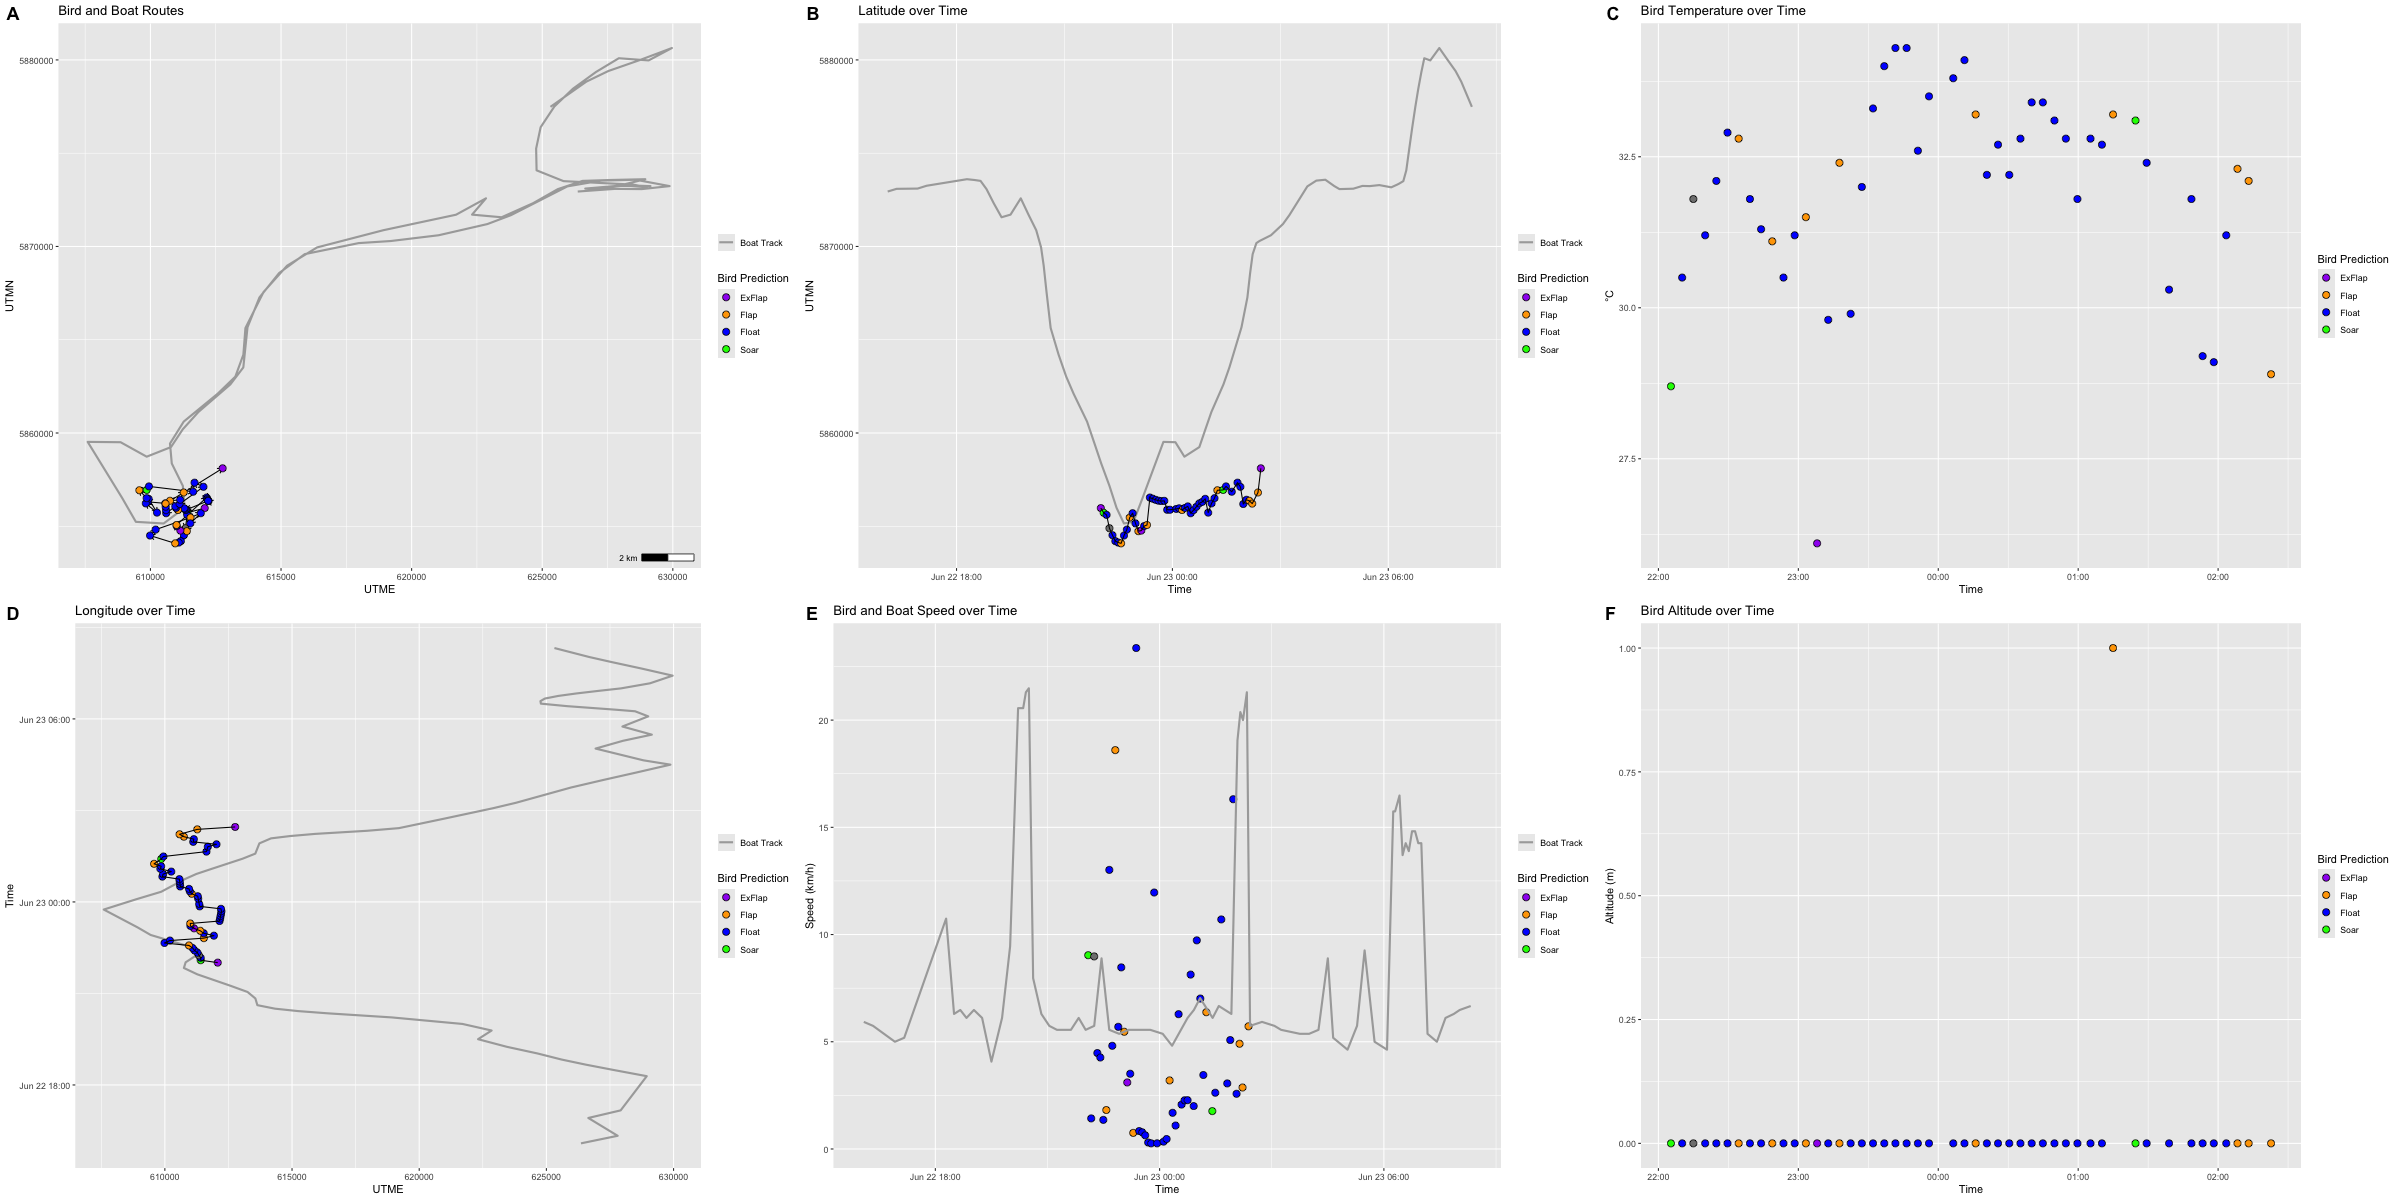 A Bird and Boat Routes
5880000
5870000
5860000
UTMN
610000 615000 620000 625000 630000
UTME
2 km
Boat Track
Bird Prediction
ExFlap
Flap
Float
Soar
B Latitude over Time
5880000
5870000
5860000
UTMN
Jun 22 18:00 Jun 23 00:00 Jun 23 06:00
Time
Boat Track
Bird Prediction
ExFlap
Flap
Float
Soar
C Bird Temperature over Time
32.5
30.0
27.5
°C
22:00 23:00 00:00 01:00 02:00
Time
Bird Prediction
ExFlap
Flap
Float
Soar
D Longitude over Time
Jun 23 06:00
Jun 23 00:00
Jun 22 18:00
Time
610000 615000 620000 625000 630000
UTME
Boat Track
Bird Prediction
ExFlap
Flap
Float
Soar
E Bird and Boat Speed over Time
20
15
10
5
0
Speed (km/h)
Jun 22 18:00 Jun 23 00:00 Jun 23 06:00
Time
Boat Track
Bird Prediction
ExFlap
Flap
Float
Soar
F Bird Altitude over Time
1.00
0.75
0.50
0.25
0.00
Altitude (m)
22:00 23:00 00:00 01:00 02:00
Time
Bird Prediction
ExFlap
Flap
Float
Soar